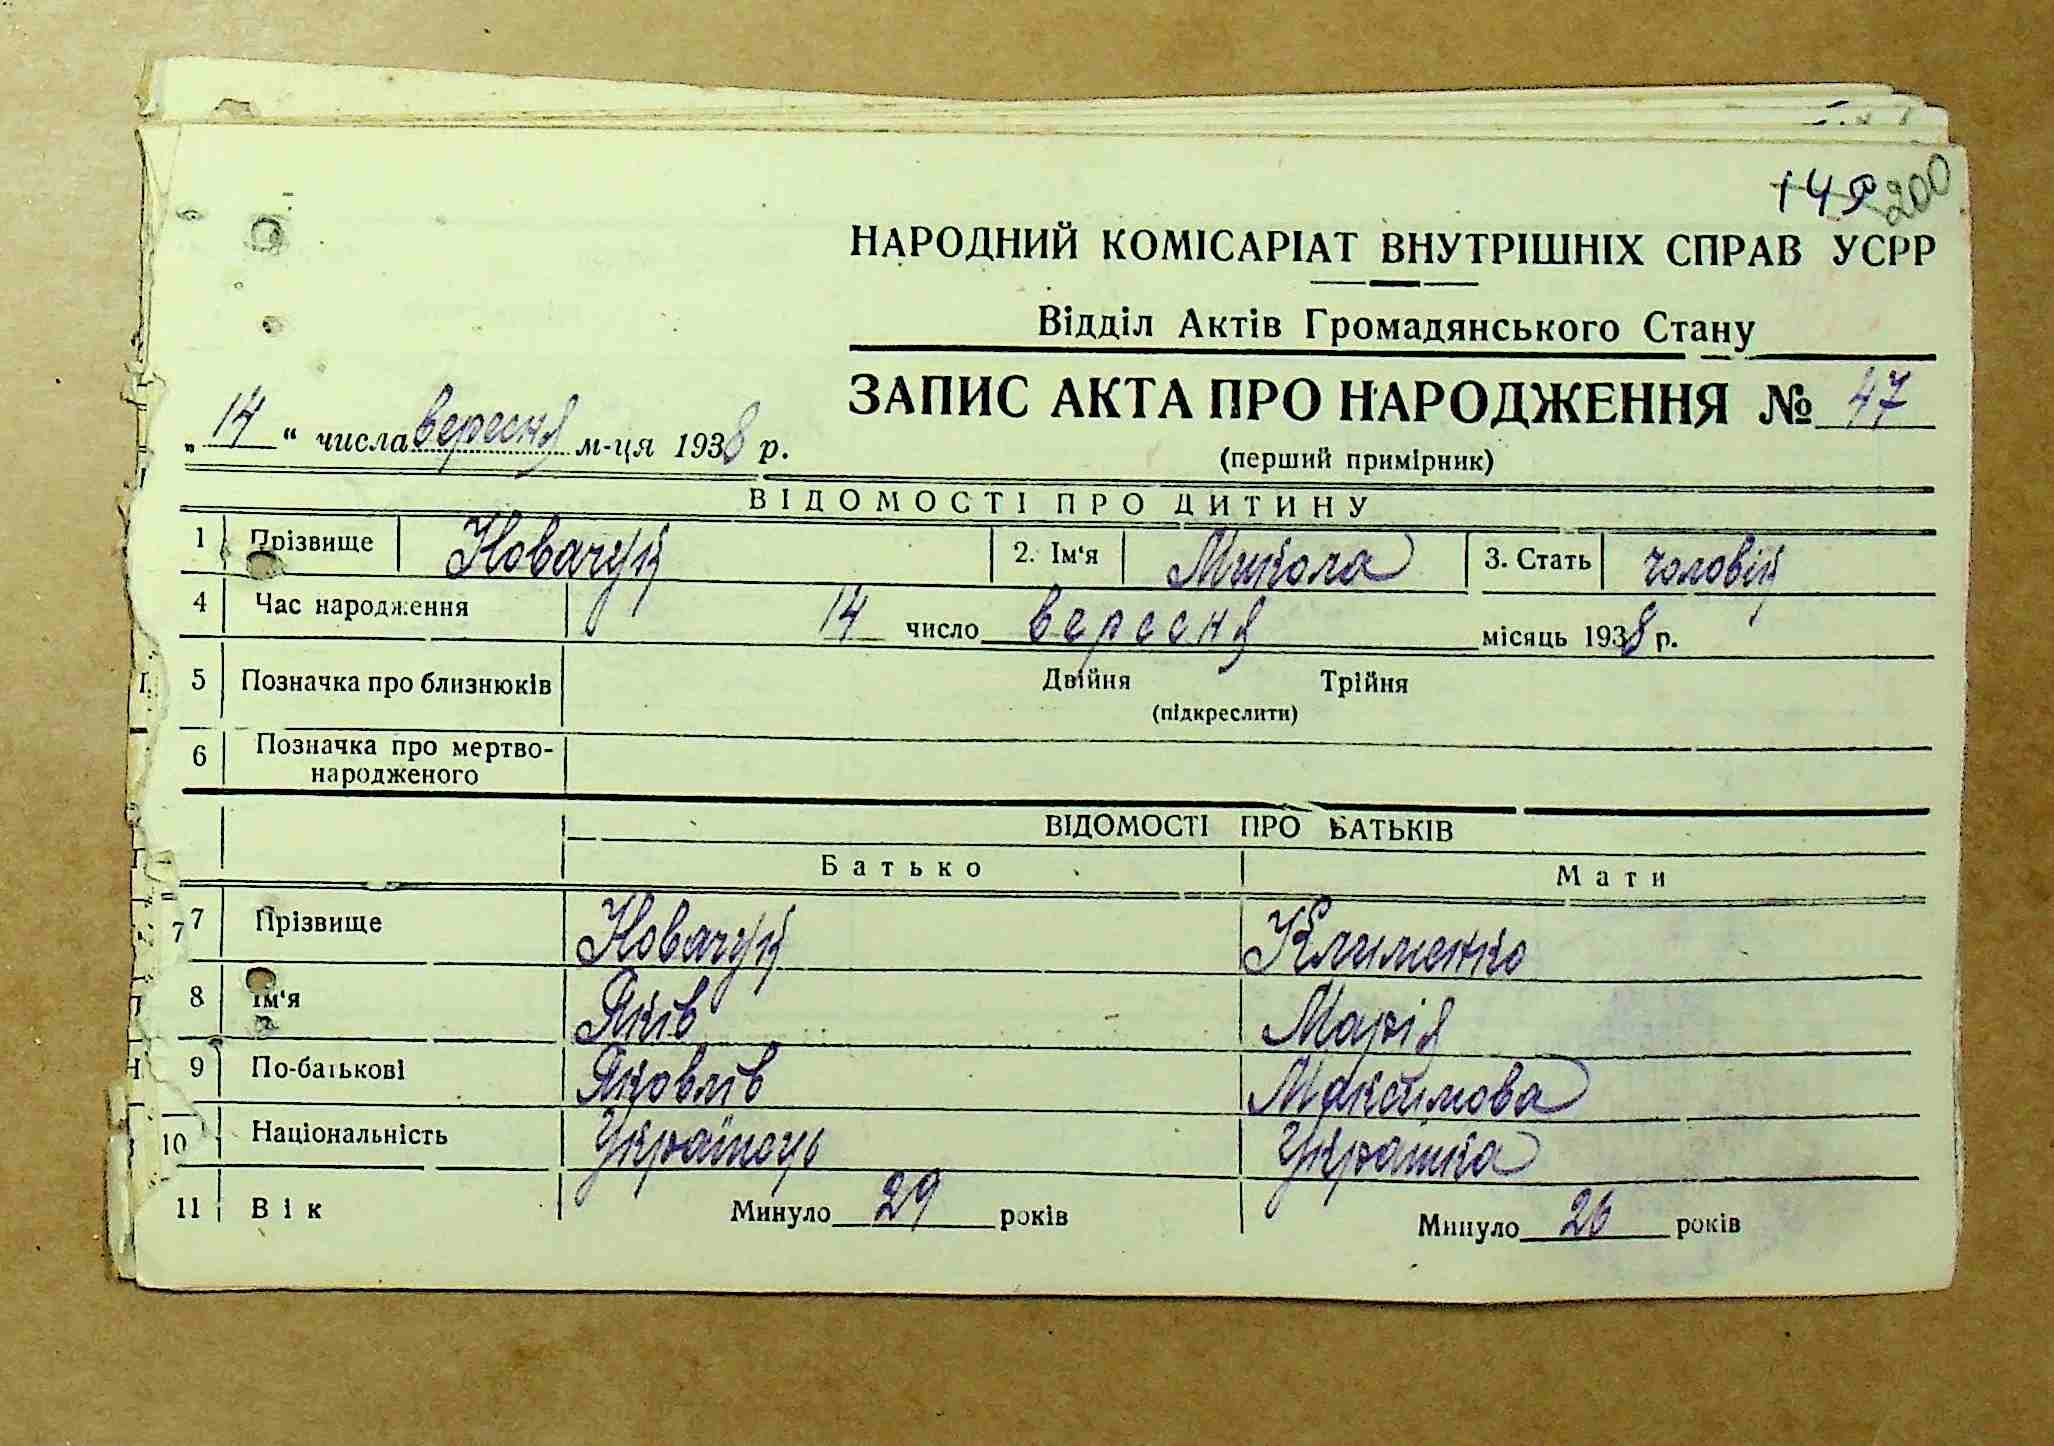 149 200
НАРОДНИЙ КОМІСАРІАТ ВНУТРІШНІХ СПРАВ УСРР
Відділ Актів Громадянського Стану
ЗАПИС АКТА ПРО НАРОДЖЕННЯ № 47
„14“ числа вересня м-ця 1938 р.
(перший примірник)
ВІДОМОСТІ ПРО ДИТИНУ
1 Прізвище Новачук 2. Ім'я Микола 3. Стать чоловік
4 Час народження 14 число вересня місяць 1938 р.
5 Позначка про близнюків Двійня Трійня
(підкреслити)
6 Позначка про мертво-
народженого
ВІДОМОСТІ ПРО БАТЬКІВ
Батько Мати
7 7 Прізвище Новачук Клименко
8 Ім'я Яків Марія
9 По-батькові Яковлів Максимова
10 Національність Українець Українка
11 Вік Минуло 29 років Минуло 26 років